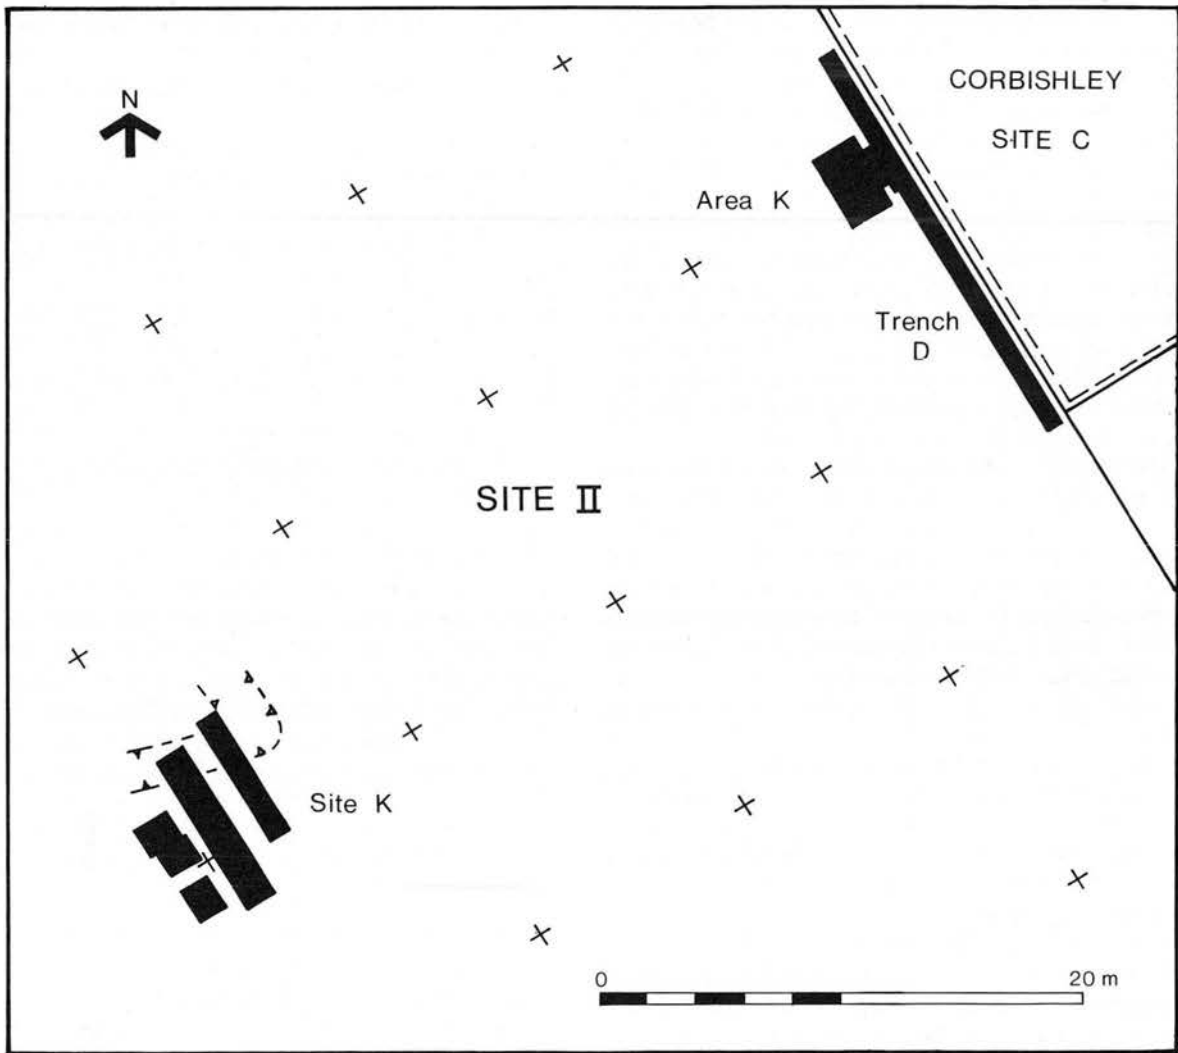 CORBISHLEY
SITE C
N
Area K
Trench
D
SITE II
Site K
0 20 m